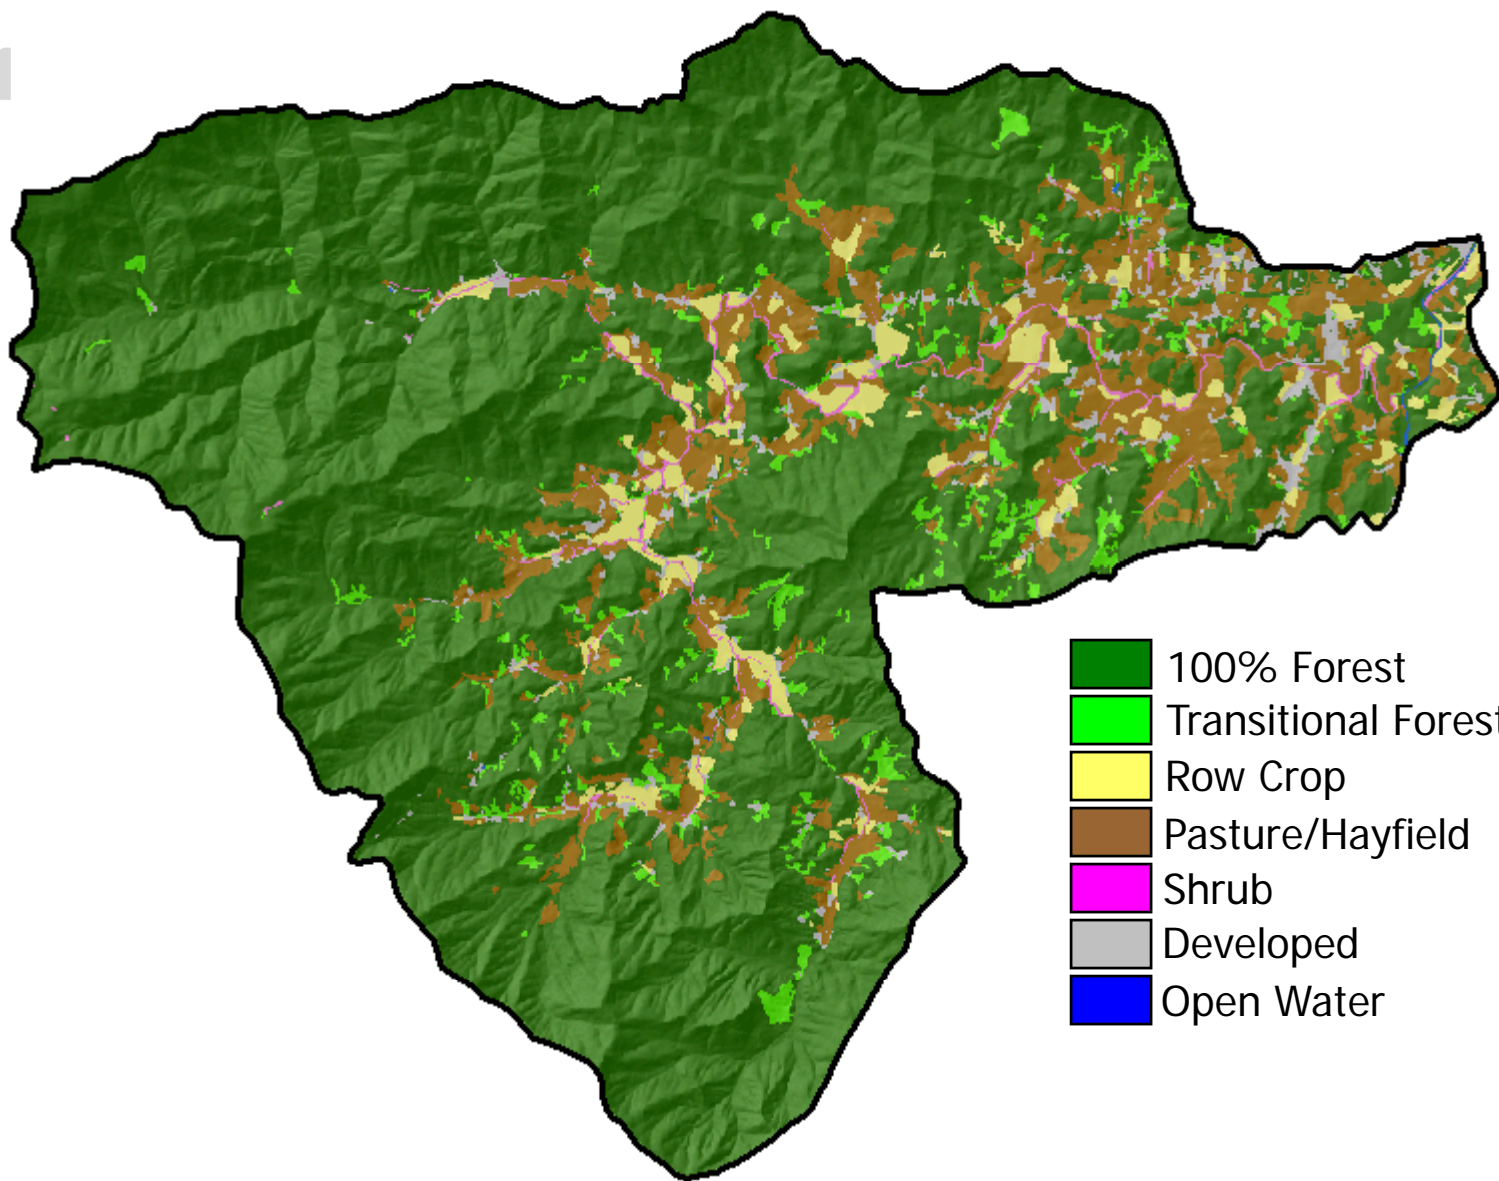 100% Forest
Transitional Forest
Row Crop
Pasture/Hayfield
Shrub
Developed
Open Water